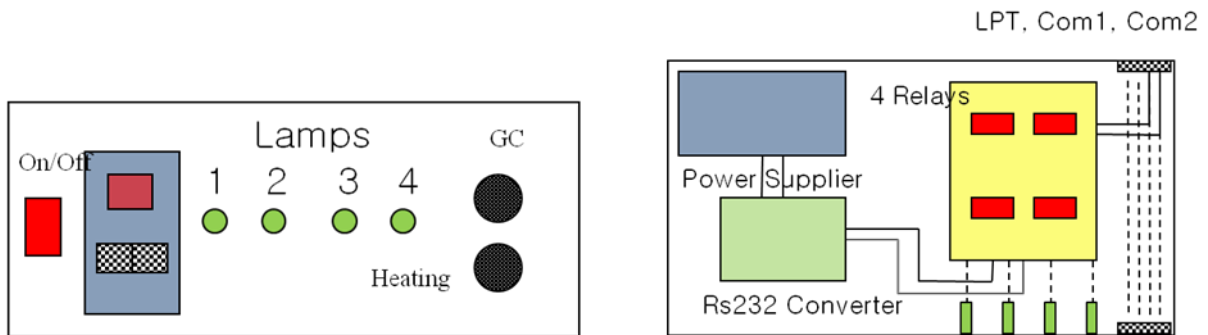 LPT, Com1, Com2
Lamps
GC
On/Off
1 2 3 4
Heating
4 Relays
Power Supplier
Rs232 Converter